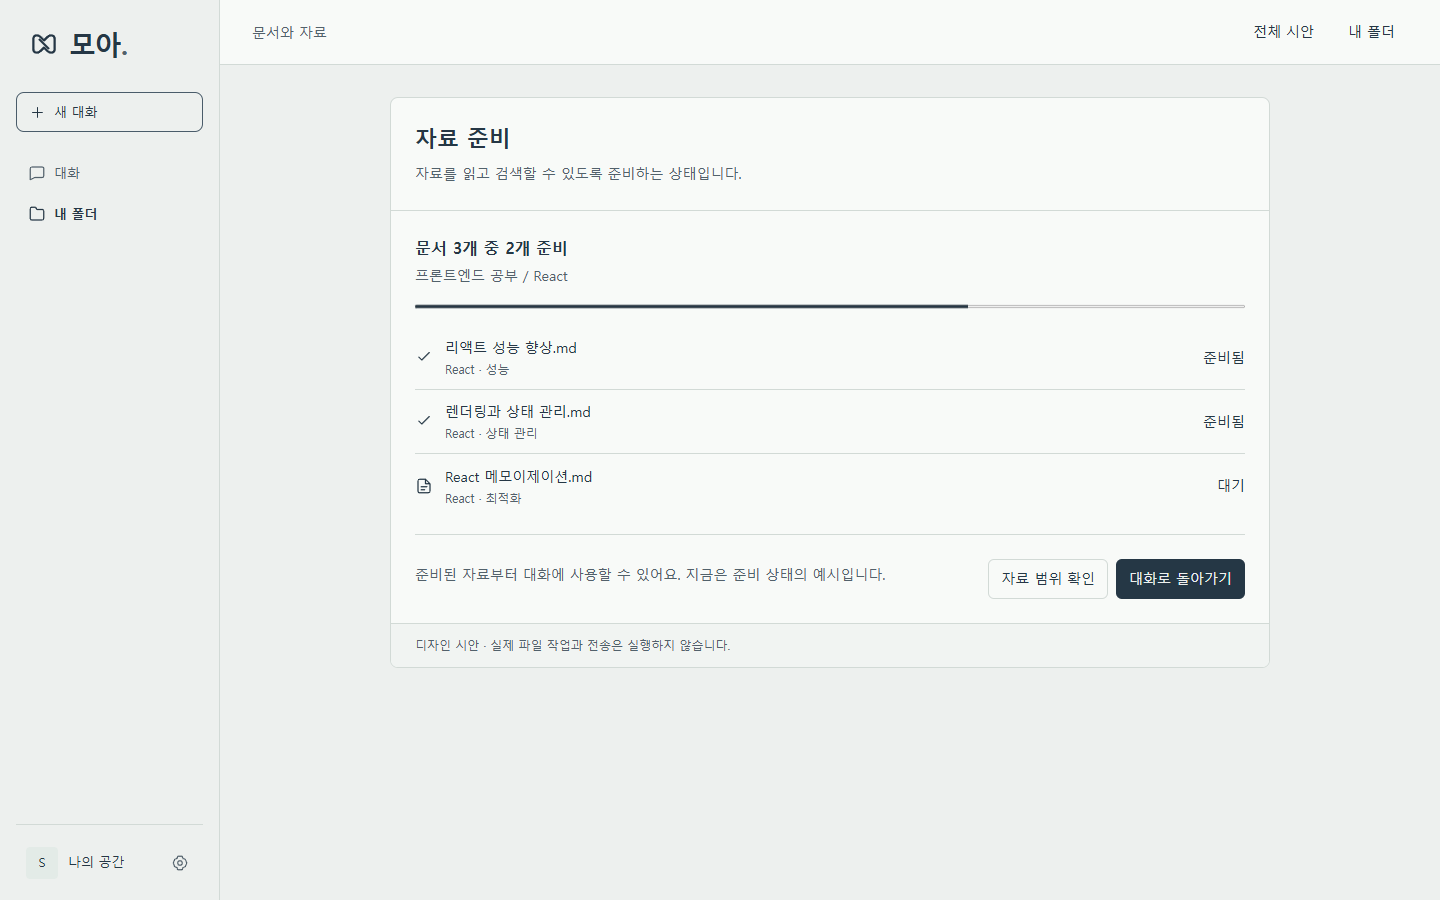 모아.
새 대화
대화
내 폴더
S 나의 공간
문서와 자료
전체 시안 내 폴더
자료 준비
자료를 읽고 검색할 수 있도록 준비하는 상태입니다.
문서 3개 중 2개 준비
프론트엔드 공부 / React
리액트 성능 향상.md
React · 성능
준비됨
렌더링과 상태 관리.md
React · 상태 관리
준비됨
React 메모이제이션.md
React · 최적화
대기
준비된 자료부터 대화에 사용할 수 있어요. 지금은 준비 상태의 예시입니다.
자료 범위 확인 대화로 돌아가기
디자인 시안 · 실제 파일 작업과 전송은 실행하지 않습니다.